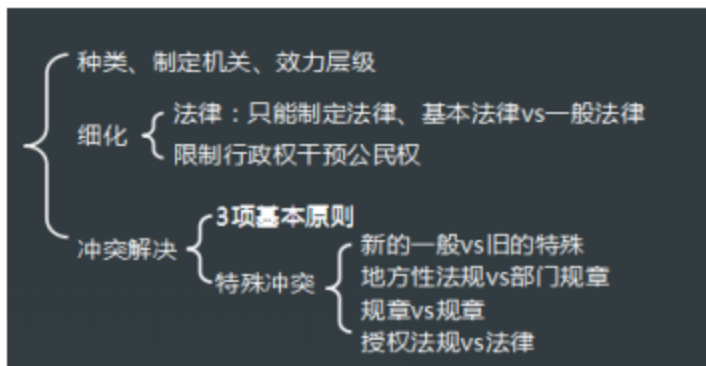 种类、制定机关、效力层级
细化
法律：只能制定法律、基本法律vs一般法律
限制行政权干预公民权
冲突解决
3项基本原则
特殊冲突
新的一般vs旧的特殊
地方性法规vs部门规章
规章vs规章
授权法规vs法律